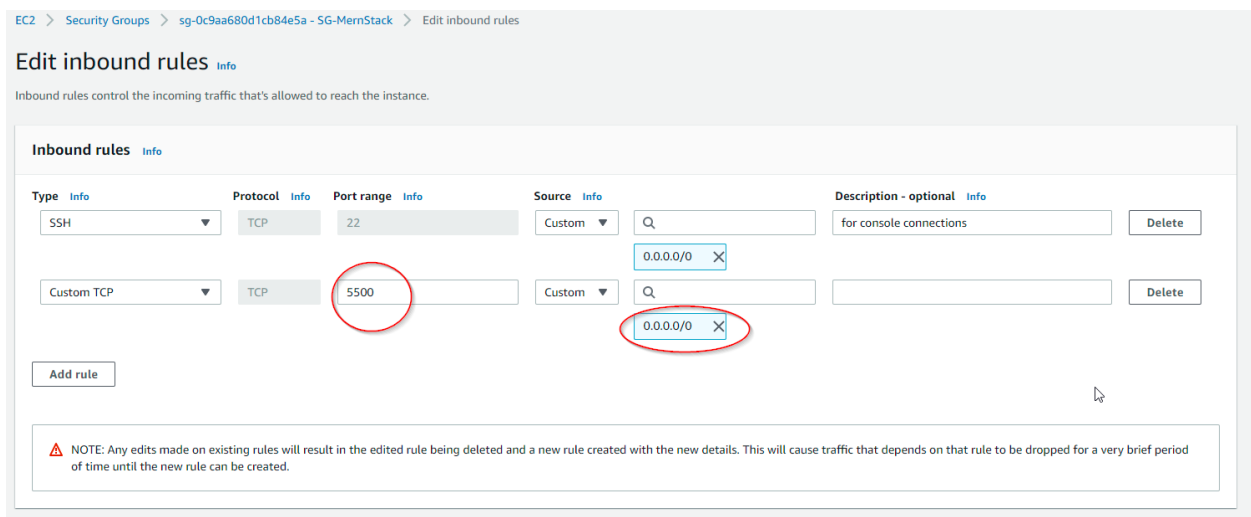 EC2 > Security Groups > sg-0c9aa680d1cb84e5a - SG-MernStack > Edit inbound rules
Edit inbound rules Info
Inbound rules control the incoming traffic that's allowed to reach the instance.
Inbound rules Info
Type Info Protocol Info Port range Info Source Info Description - optional Info
SSH TCP 22 Custom for console connections Delete
0.0.0.0/0
Custom TCP TCP 5500 Custom Delete
0.0.0.0/0
Add rule
NOTE: Any edits made on existing rules will result in the edited rule being deleted and a new rule created with the new details. This will cause traffic that depends on that rule to be dropped for a very brief period
of time until the new rule can be created.